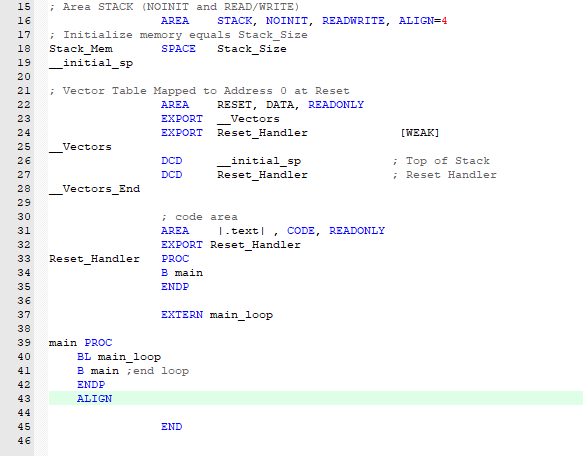 15 ; Area STACK (NOINIT and READ/WRITE)
16 AREA STACK, NOINIT, READWRITE, ALIGN=4
17 ; Initialize memory equals Stack_Size
18 Stack_Mem SPACE Stack_Size
19 __initial_sp
20
21 ; Vector Table Mapped to Address 0 at Reset
22 AREA RESET, DATA, READONLY
23 EXPORT __Vectors
24 EXPORT Reset_Handler [WEAK]
25 __Vectors
26 DCD __initial_sp ; Top of Stack
27 DCD Reset_Handler ; Reset Handler
28 __Vectors_End
29
30 ; code area
31 AREA |.text| , CODE, READONLY
32 EXPORT Reset_Handler
33 Reset_Handler PROC
34 B main
35 ENDP
36
37 EXTERN main_loop
38
39 main PROC
40 BL main_loop
41 B main ;end loop
42 ENDP
43 ALIGN
44
45 END
46